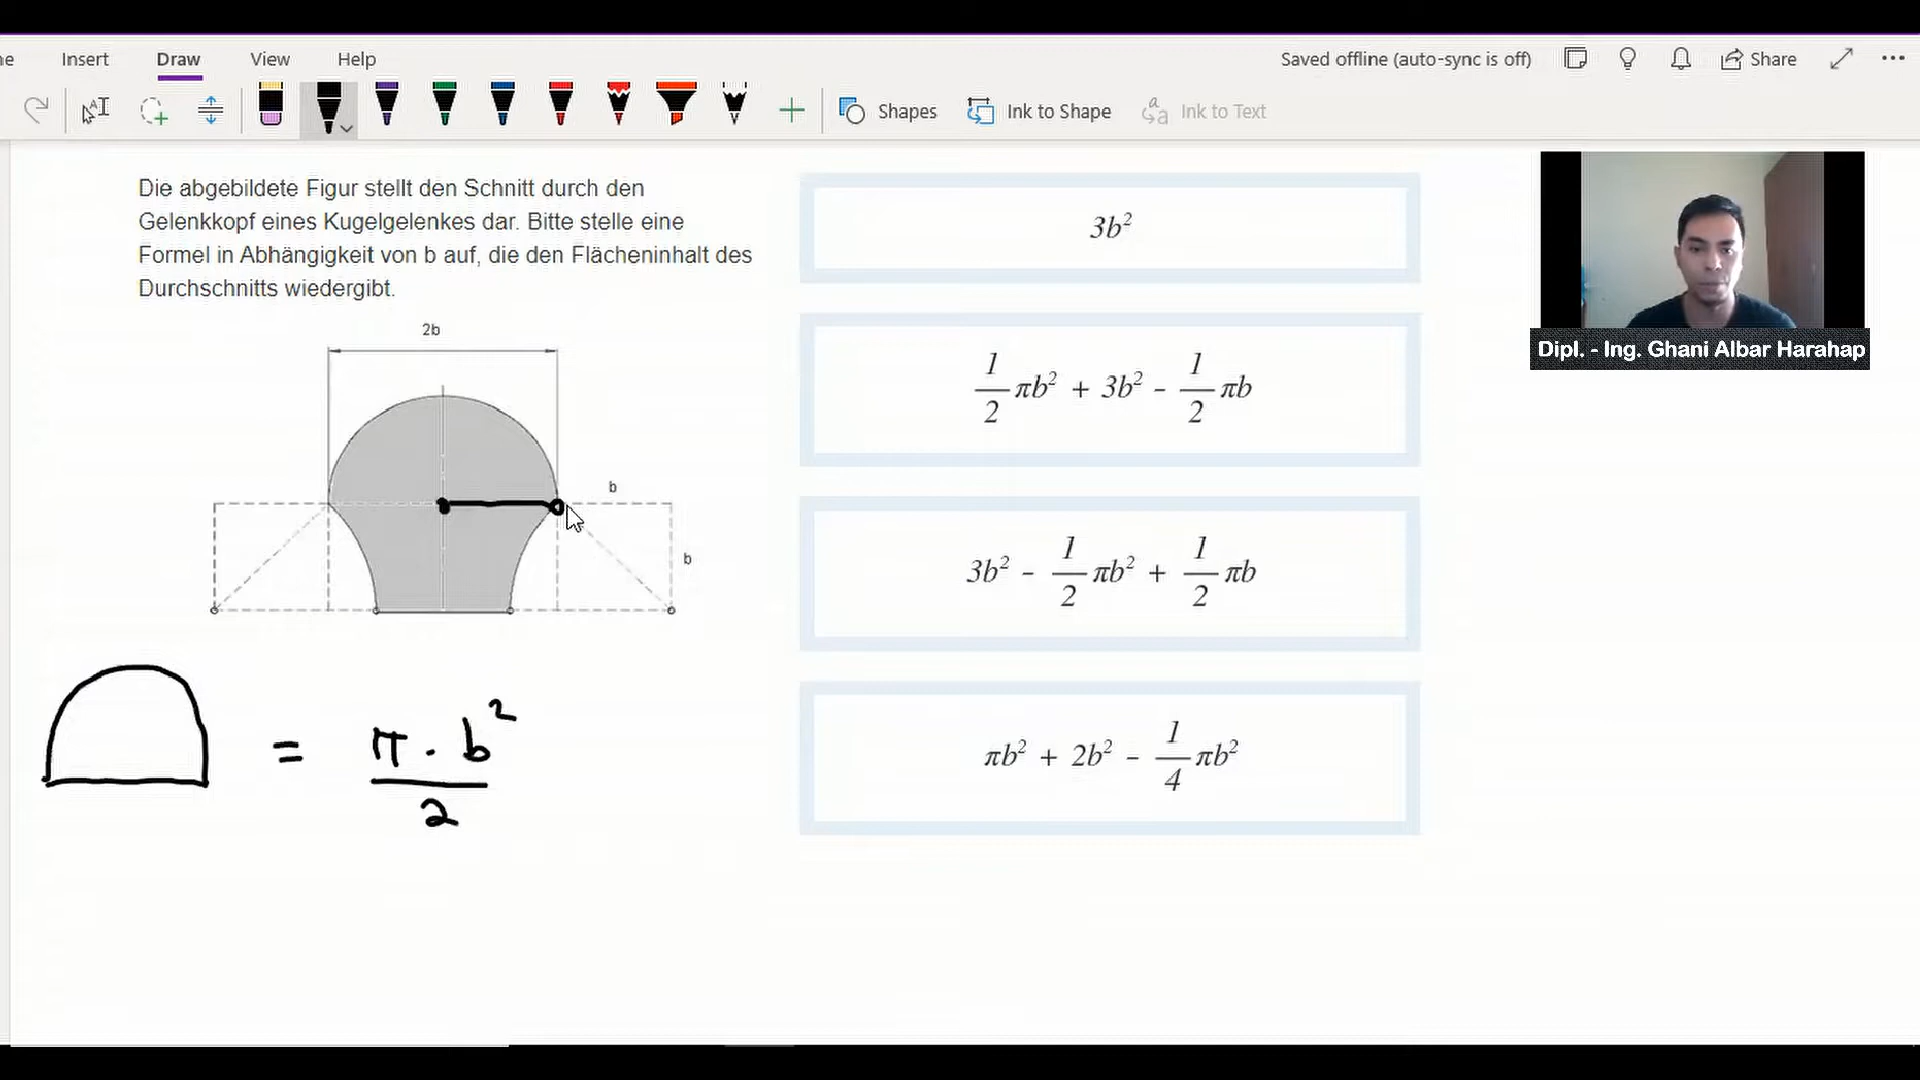 Insert Draw View Help
Saved offline (auto-sync is off) Share
Shapes Ink to Shape Ink to Text
Die abgebildete Figur stellt den Schnitt durch den
Gelenkkopf eines Kugelgelenkes dar. Bitte stelle eine
Formel in Abhängigkeit von b auf, die den Flächeninhalt des
Durchschnitts wiedergibt.
2b
b
b
= π · b² / 2
3b²
1/2 πb² + 3b² - 1/2 πb
3b² - 1/2 πb² + 1/2 πb
πb² + 2b² - 1/4 πb²
Dipl. - Ing. Ghani Albar Harahap